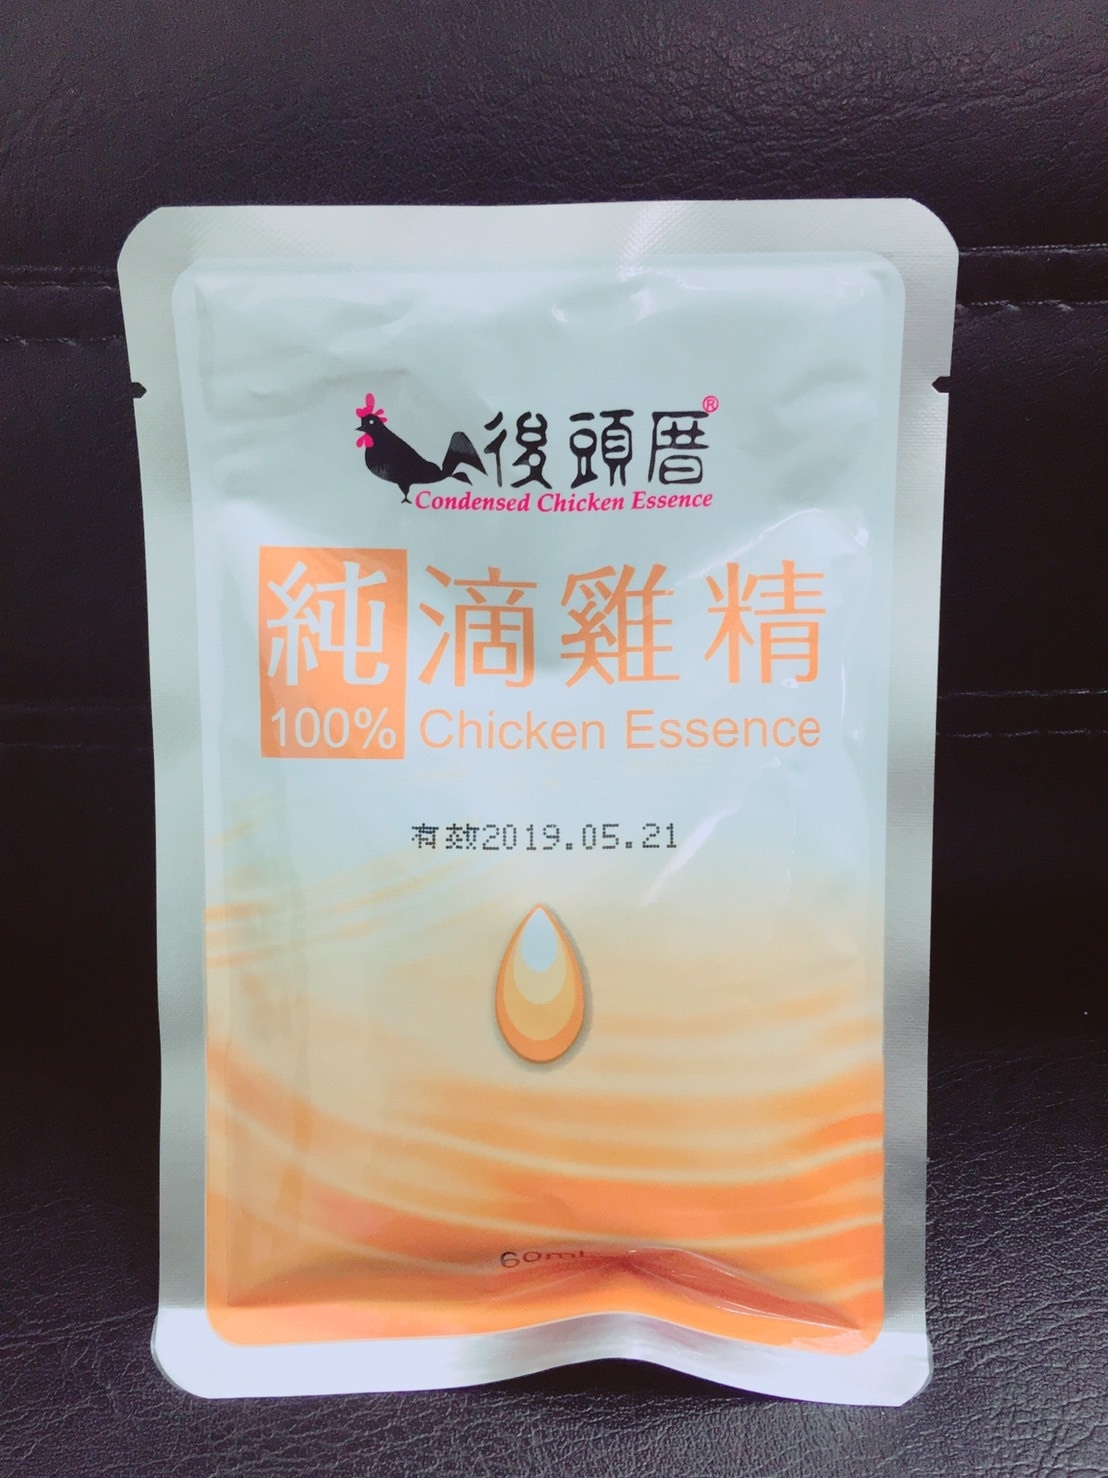 後頭厝®
Condensed Chicken Essence
純滴雞精
100% Chicken Essence
有效2019.05.21
60ml